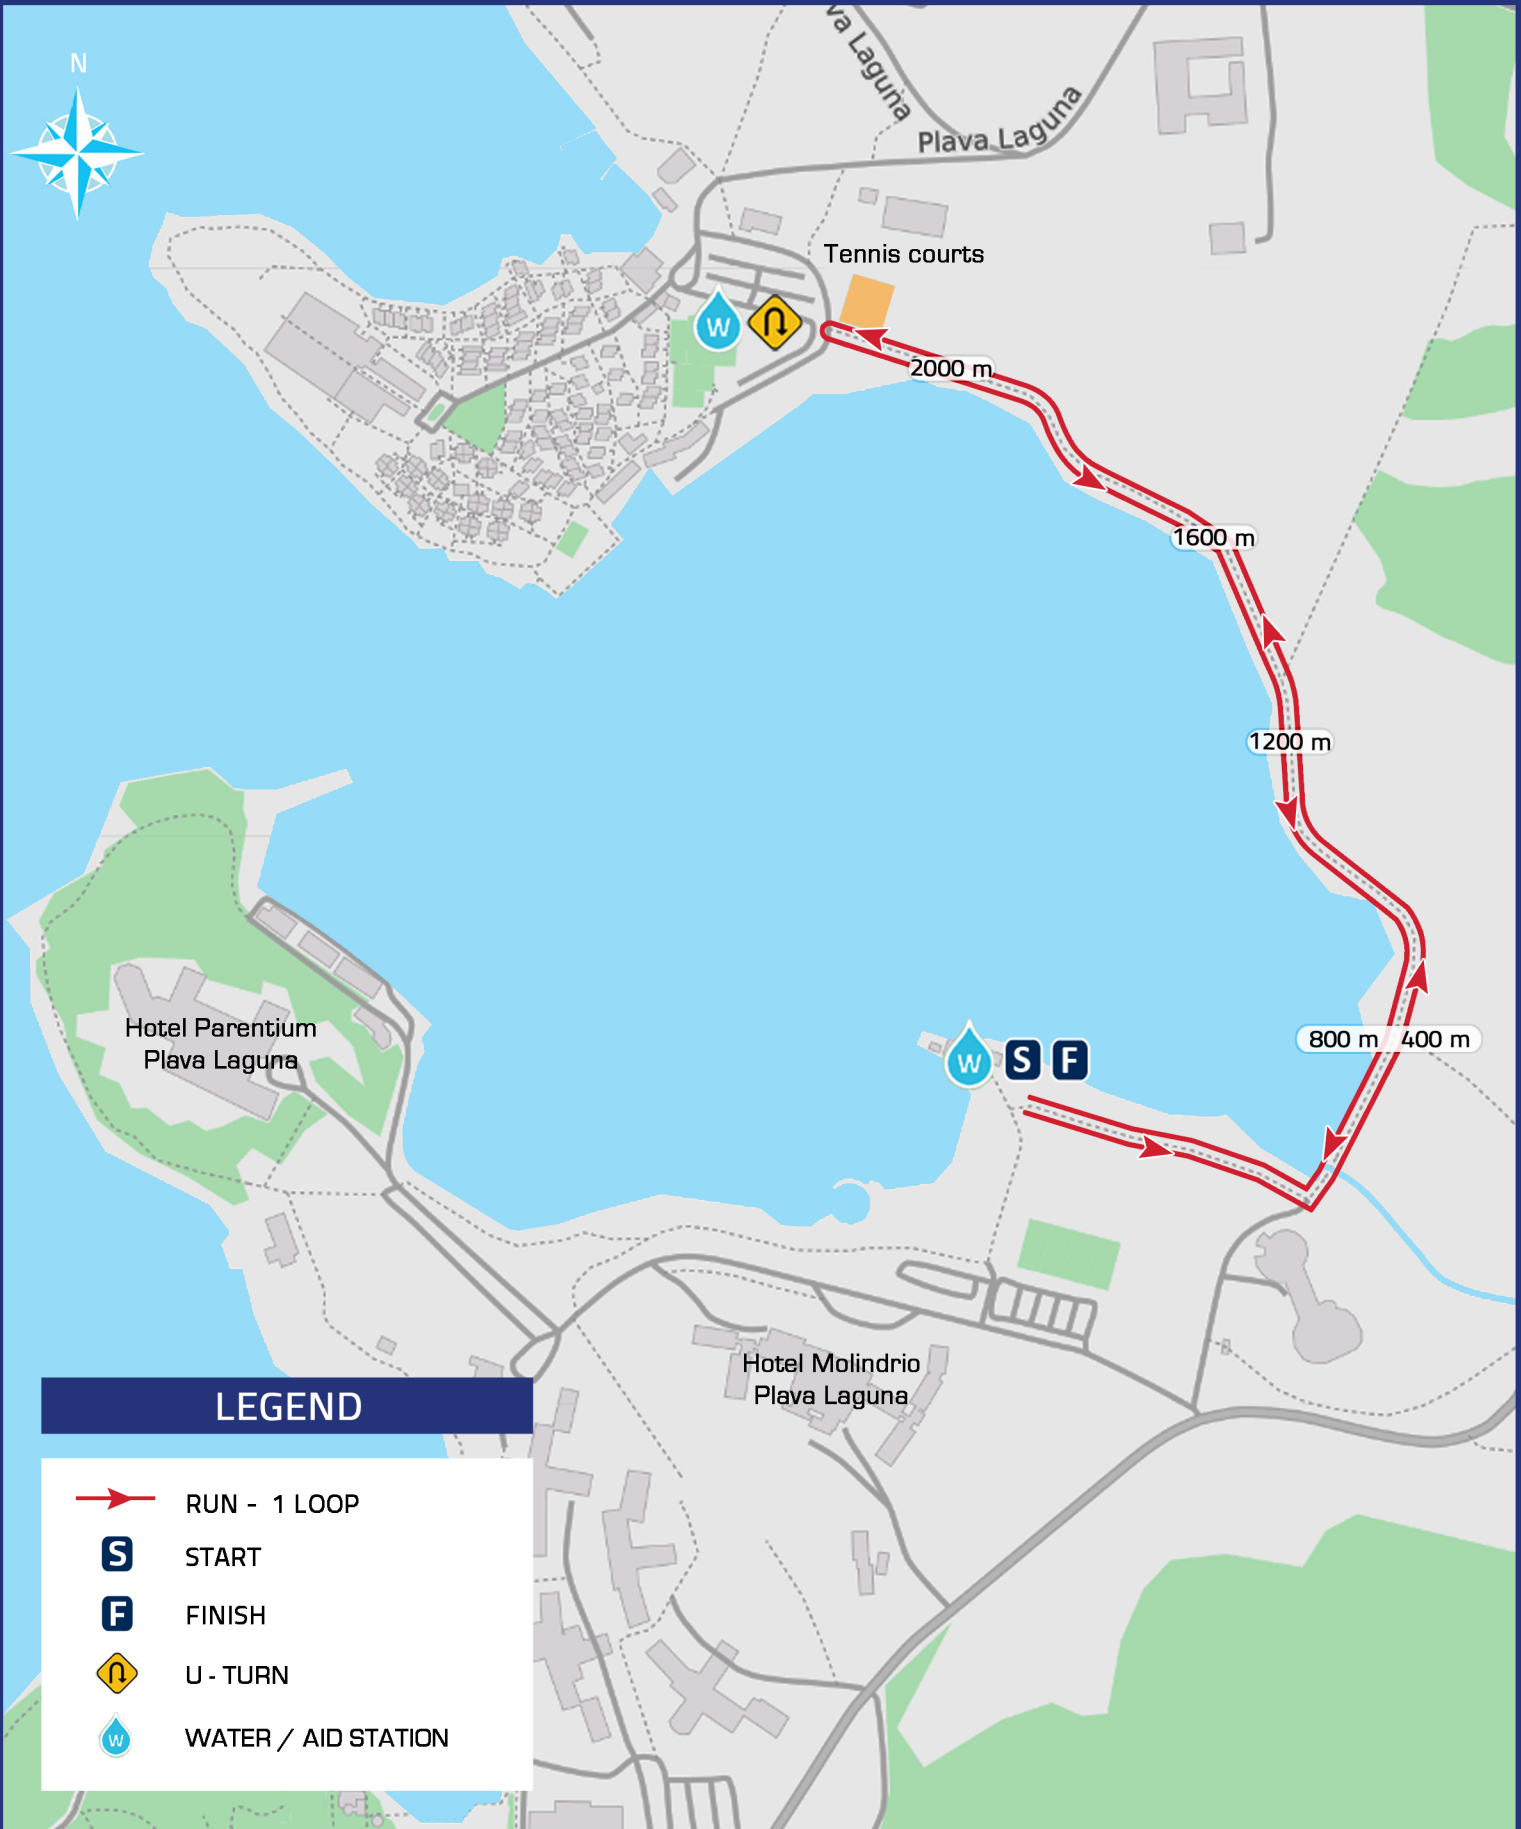 N
va Laguna
Plava Laguna
Tennis courts
W
2000 m
1600 m
1200 m
800 m
400 m
Hotel Parentium
Plava Laguna
W
S
F
Hotel Molindrio
Plava Laguna
LEGEND
RUN - 1 LOOP
S
START
F
FINISH
U - TURN
W
WATER / AID STATION